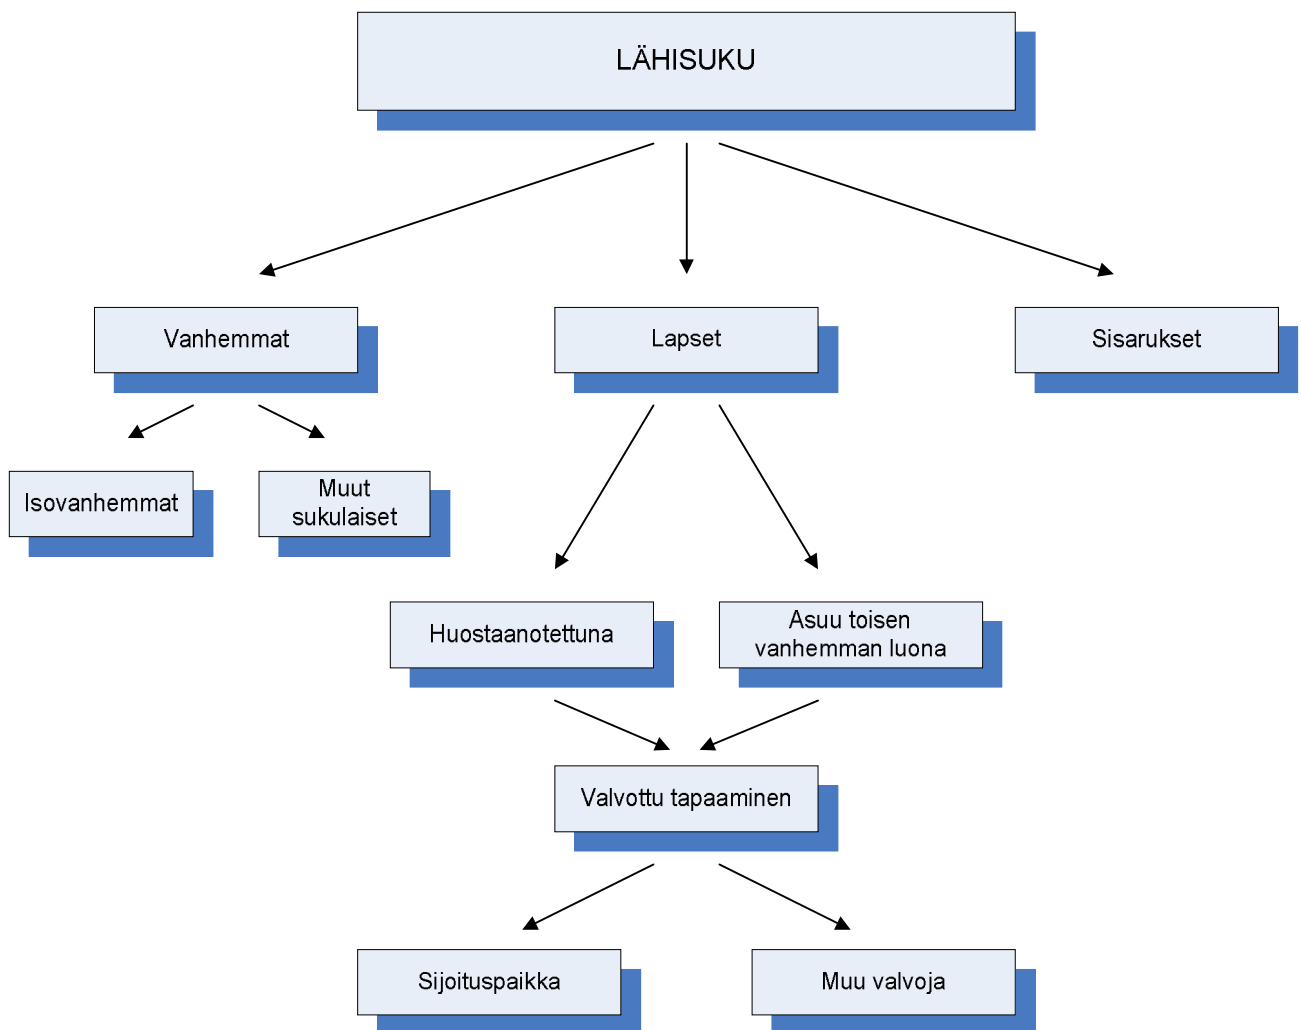 LÄHISUKU
Vanhemmat
Lapset
Sisarukset
Isovanhemmat
Muut
sukulaiset
Huostaanotettuna
Asuu toisen
vanhemman luona
Valvottu tapaaminen
Sijoituspaikka
Muu valvoja